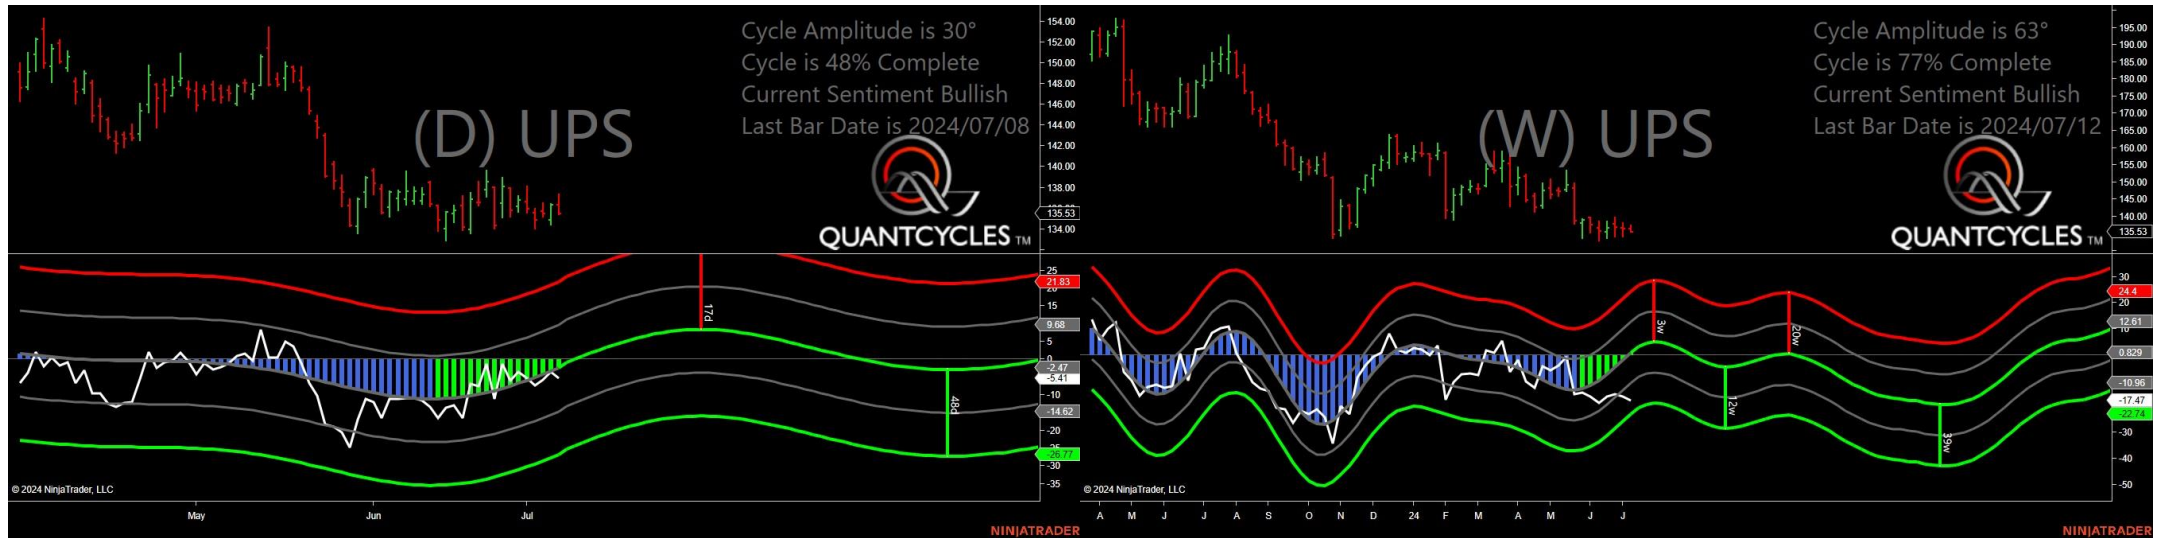 Cycle Amplitude is 30°
Cycle is 48% Complete
Current Sentiment Bullish
Last Bar Date is 2024/07/08
(D) UPS
QUANTCYCLES TM
154.00
152.00
150.00
148.00
146.00
144.00
142.00
140.00
138.00
135.53
134.00
25
21.83
15
9.68
5
0
-2.47
-5.41
-10
-14.62
-20
-26.77
-30
-35
17d
48d
© 2024 NinjaTrader, LLC
May
Jun
Jul
NINJATRADER
Cycle Amplitude is 63°
Cycle is 77% Complete
Current Sentiment Bullish
Last Bar Date is 2024/07/12
(W) UPS
QUANTCYCLES TM
195.00
190.00
185.00
180.00
175.00
170.00
165.00
160.00
155.00
150.00
145.00
140.00
135.53
30
24.4
20
12.61
0.829
-10.96
-17.47
-22.74
-30
-40
-50
3w
12w
20w
39w
© 2024 NinjaTrader, LLC
A M J J A S O N D 24 F M A M J J
NINJATRADER